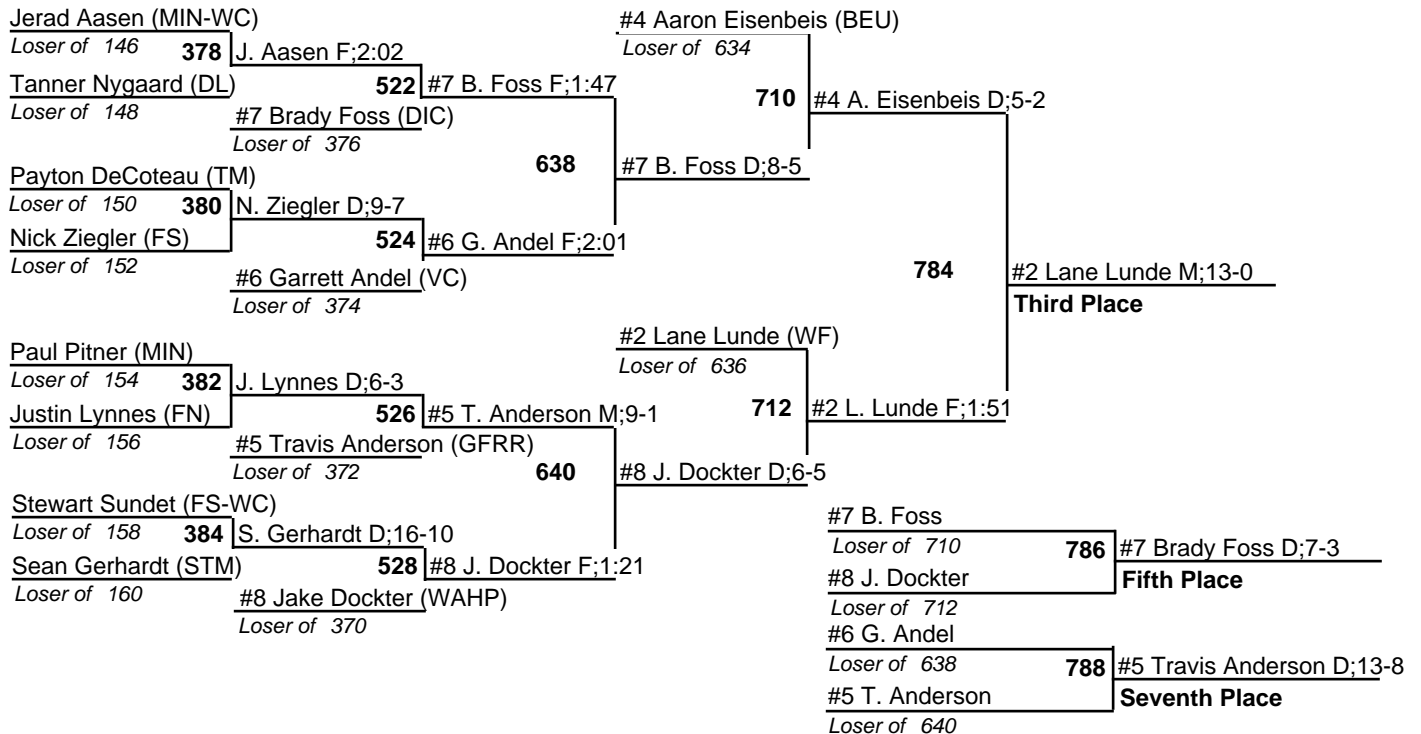 Jerad Aasen (MIN-WC)
Loser of 146
378
J. Aasen F;2:02
Tanner Nygaard (DL)
Loser of 148
522
#7 B. Foss F;1:47
#7 Brady Foss (DIC)
Loser of 376
638
#7 B. Foss D;8-5
Payton DeCoteau (TM)
Loser of 150
380
N. Ziegler D;9-7
Nick Ziegler (FS)
Loser of 152
524
#6 G. Andel F;2:01
#6 Garrett Andel (VC)
Loser of 374
#4 Aaron Eisenbeis (BEU)
Loser of 634
710
#4 A. Eisenbeis D;5-2
784
#2 Lane Lunde M;13-0
Third Place
Paul Pitner (MIN)
Loser of 154
382
J. Lynnes D;6-3
Justin Lynnes (FN)
Loser of 156
526
#5 T. Anderson M;9-1
#5 Travis Anderson (GFRR)
Loser of 372
640
#8 J. Dockter D;6-5
Stewart Sundet (FS-WC)
Loser of 158
384
S. Gerhardt D;16-10
Sean Gerhardt (STM)
Loser of 160
528
#8 J. Dockter F;1:21
#8 Jake Dockter (WAHP)
Loser of 370
#2 Lane Lunde (WF)
Loser of 636
712
#2 L. Lunde F;1:51
#7 B. Foss
Loser of 710
786
#7 Brady Foss D;7-3
#8 J. Dockter
Fifth Place
Loser of 712
#6 G. Andel
Loser of 638
788
#5 Travis Anderson D;13-8
#5 T. Anderson
Seventh Place
Loser of 640